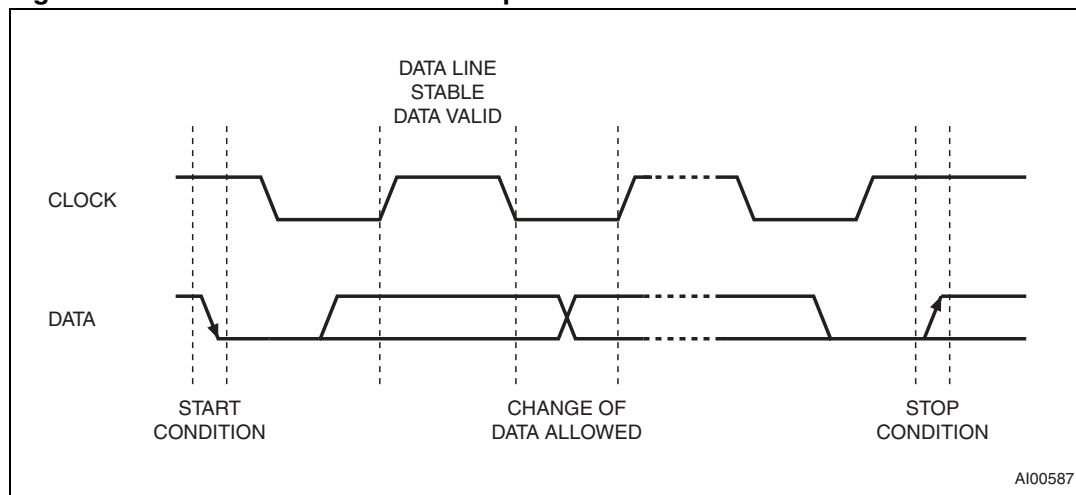 DATA LINE
STABLE
DATA VALID
CLOCK
DATA
START
CONDITION
CHANGE OF
DATA ALLOWED
STOP
CONDITION
AI00587